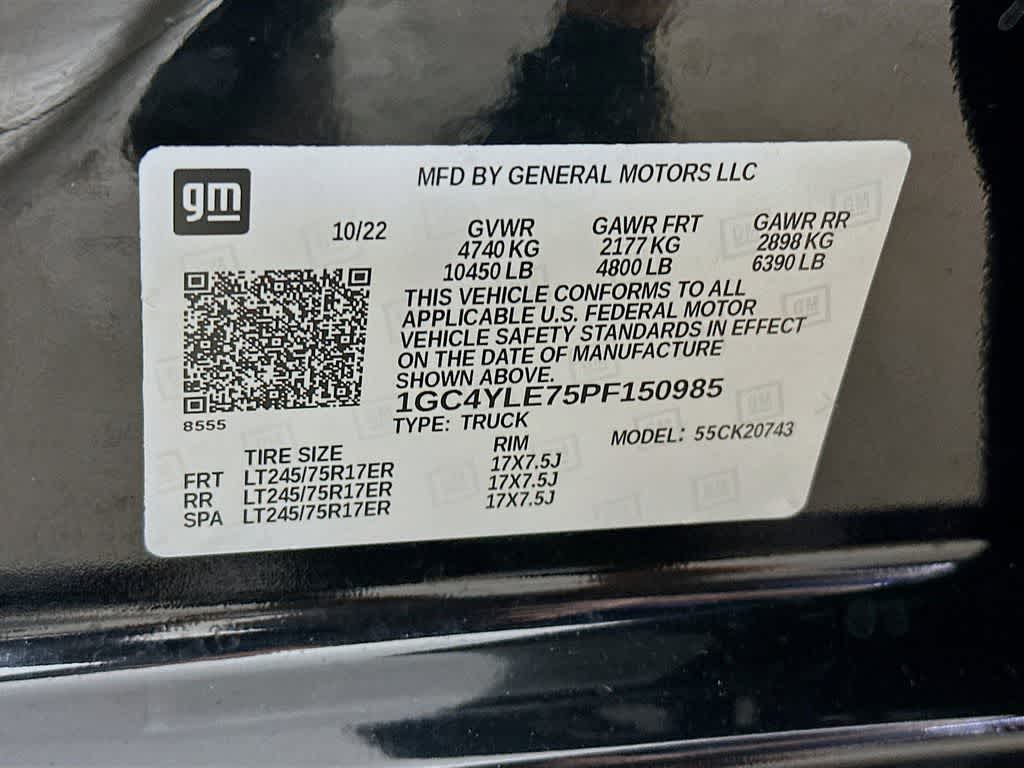 gm
MFD BY GENERAL MOTORS LLC
10/22 GVWR GAWR FRT GAWR RR
4740 KG 2177 KG 2898 KG
10450 LB 4800 LB 6390 LB
THIS VEHICLE CONFORMS TO ALL
APPLICABLE U.S. FEDERAL MOTOR
VEHICLE SAFETY STANDARDS IN EFFECT
ON THE DATE OF MANUFACTURE
SHOWN ABOVE.
1GC4YLE75PF150985
8555
TYPE: TRUCK MODEL: 55CK20743
TIRE SIZE RIM
FRT LT245/75R17ER 17X7.5J
RR LT245/75R17ER 17X7.5J
SPA LT245/75R17ER 17X7.5J